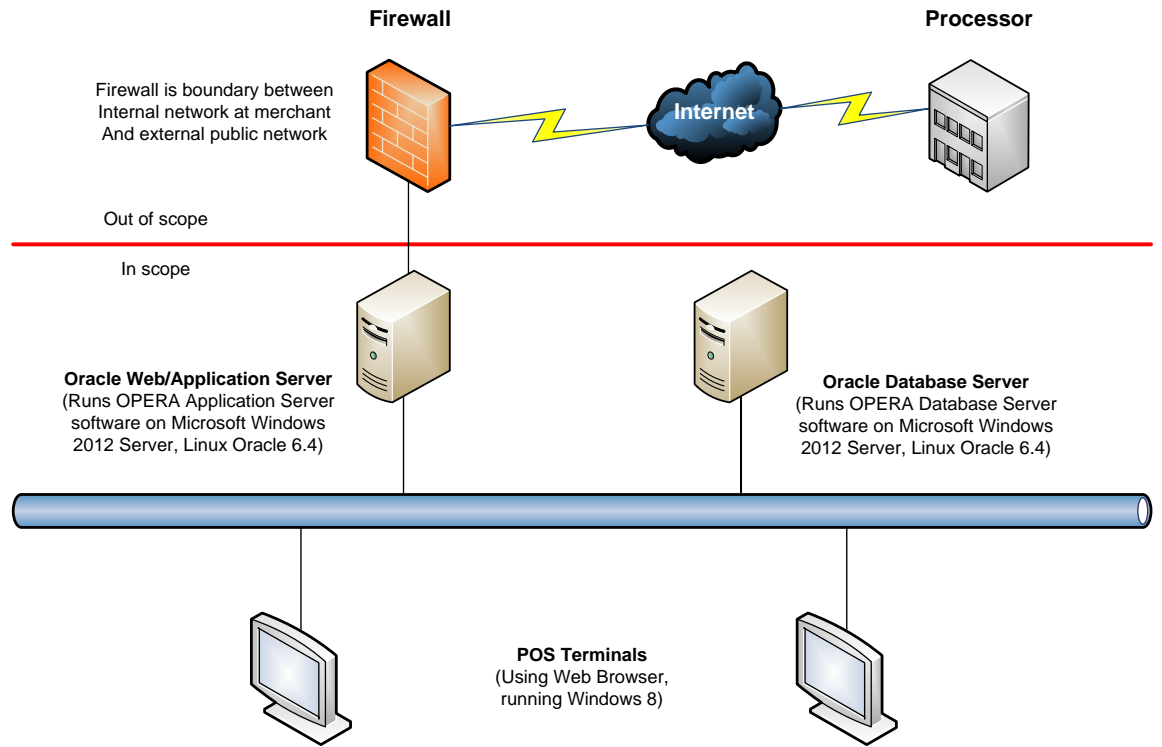 Firewall
Processor
Firewall is boundary between
Internal network at merchant
And external public network
Internet
Out of scope
In scope
Oracle Web/Application Server
(Runs OPERA Application Server
software on Microsoft Windows
2012 Server, Linux Oracle 6.4)
Oracle Database Server
(Runs OPERA Database Server
software on Microsoft Windows
2012 Server, Linux Oracle 6.4)
POS Terminals
(Using Web Browser,
running Windows 8)